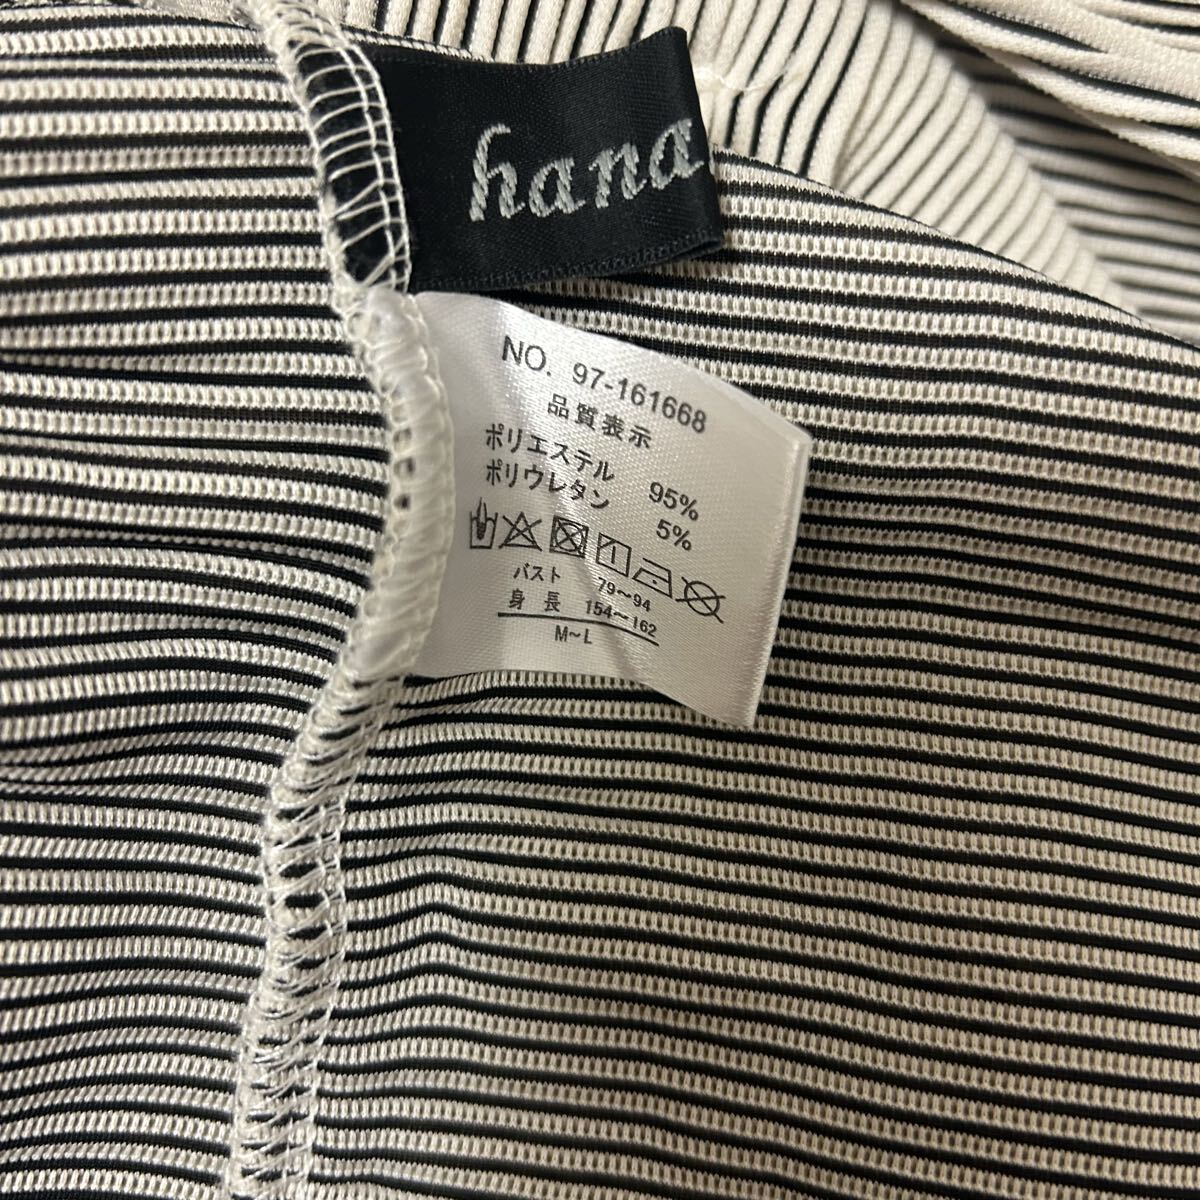 hana
NO. 97-161668
品質表示
ポリエステル 95%
ポリウレタン 5%
バスト 79～94
身長 154～162
M～L